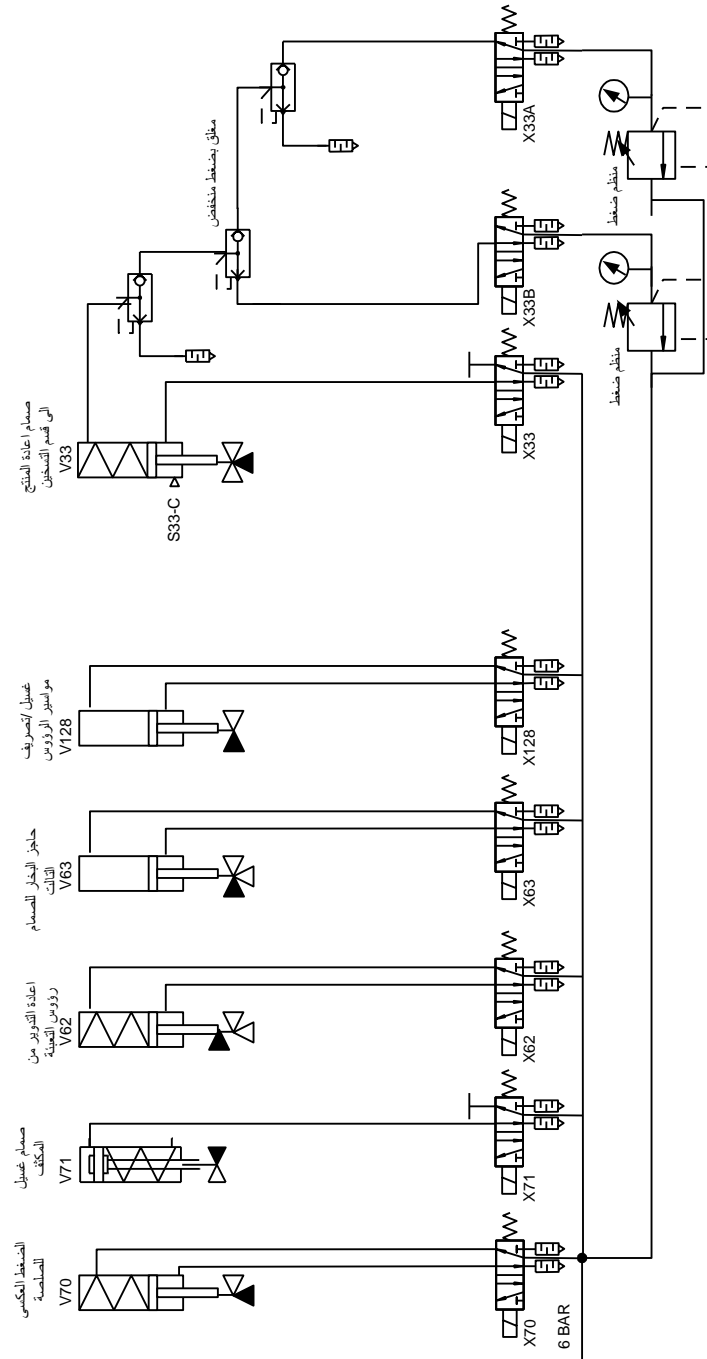 الضغط العكسى
للصلصة
V70
صمام غسيل
المكثف
V71
اعادة التدوير من
رؤوس التعبئة
V62
حاجز البخار للصمام
الثالث
V63
غسيل /تصريف
مواسير الرؤوس
V128
صمام اعادة المنتج
الى قسم التسخين
V33
S33-C
مغلق بضغط منخفض
X70
X71
X62
X63
X128
X33
X33B
X33A
6 BAR
منظم ضغط
منظم ضغط